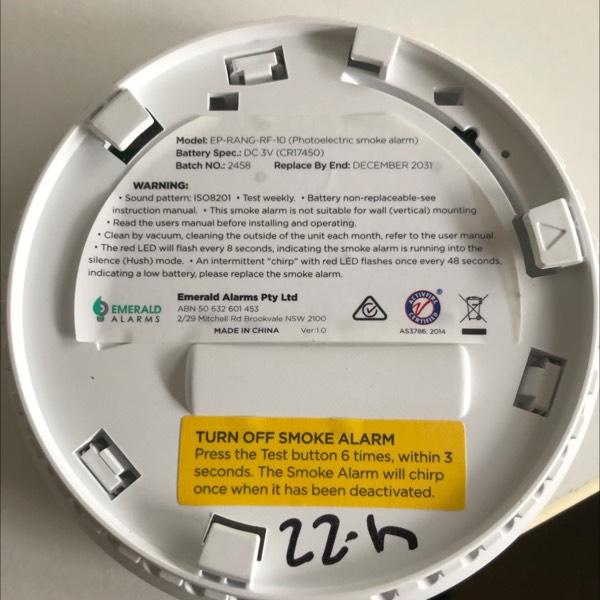 Model: EP-RANG-RF-10 (Photoelectric smoke alarm)
Battery Spec.: DC 3V (CR17450)
Batch NO.: 2458 Replace By End: DECEMBER 2031
WARNING:
• Sound pattern: ISO8201 • Test weekly. • Battery non-replaceable-see
instruction manual. • This smoke alarm is not suitable for wall (vertical) mounting.
• Read the users manual before installing and operating.
• Clean by vacuum, cleaning the outside of the unit each month, refer to the user manual.
• The red LED will flash every 8 seconds, indicating the smoke alarm is running into the
silence (Hush) mode. • An intermittent "chirp" with red LED flashes once every 48 seconds,
indicating a low battery, please replace the smoke alarm.
EMERALD
ALARMS
Emerald Alarms Pty Ltd
ABN 50 632 601 453
2/29 Mitchell Rd Brookvale NSW 2100
MADE IN CHINA Ver:1.0
ACTIVFIRE
CERTIFIED
®
AS3786: 2014
TURN OFF SMOKE ALARM
Press the Test button 6 times, within 3
seconds. The Smoke Alarm will chirp
once when it has been deactivated.